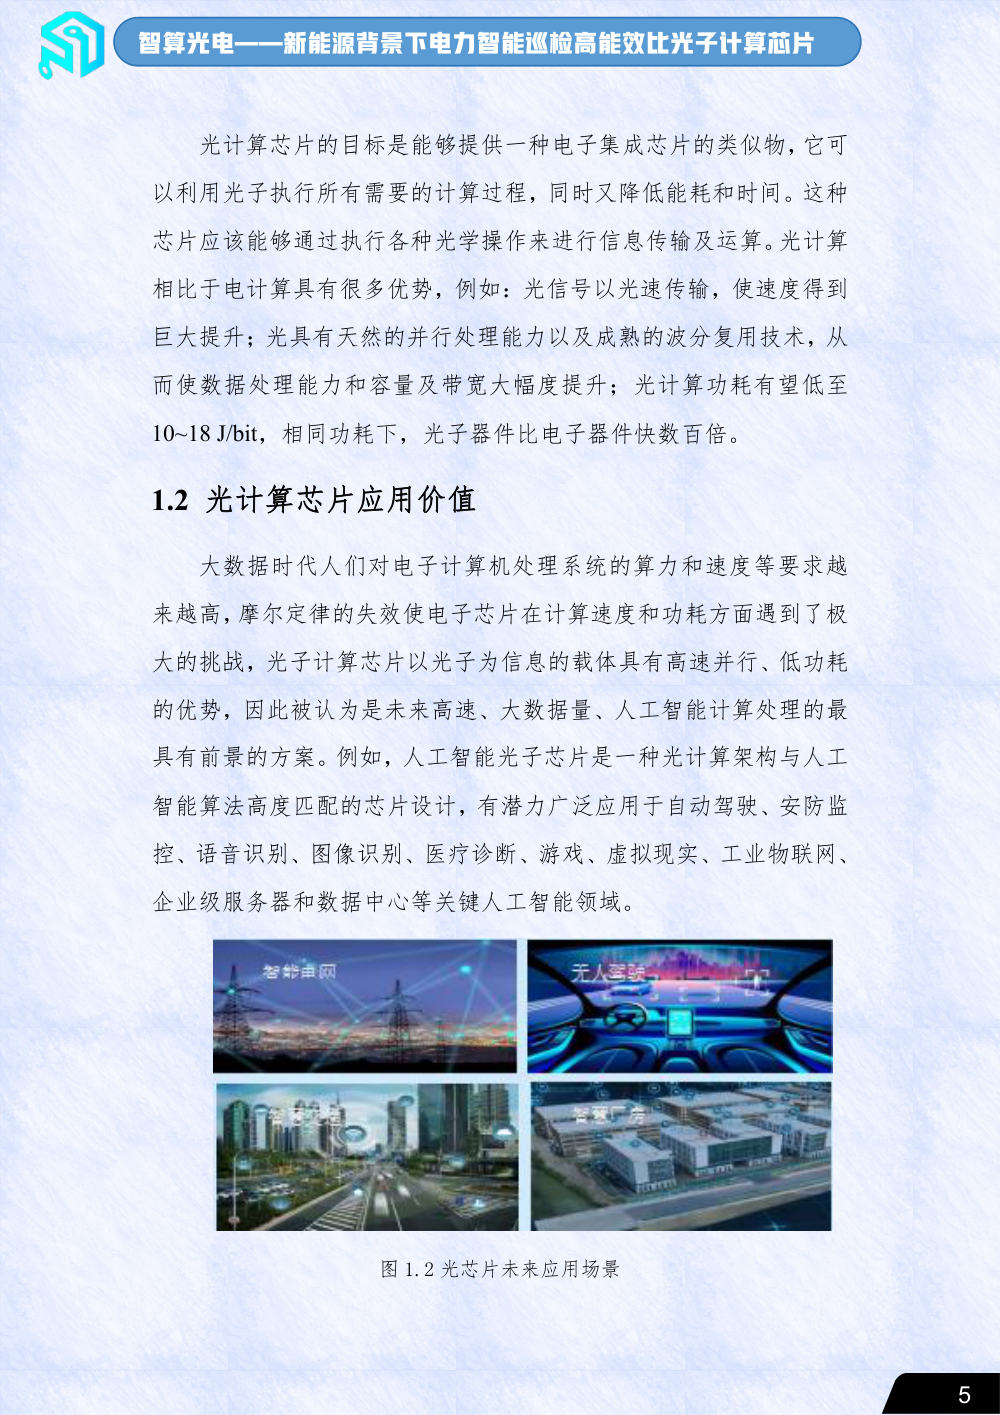 智算光电——新能源背景下电力智能巡检高能效比光子计算芯片
光计算芯片的目标是能够提供一种电子集成芯片的类似物，它可
以利用光子执行所有需要的计算过程，同时又降低能耗和时间。这种
芯片应该能够通过执行各种光学操作来进行信息传输及运算。光计算
相比于电计算具有很多优势，例如：光信号以光速传输，使速度得到
巨大提升；光具有天然的并行处理能力以及成熟的波分复用技术，从
而使数据处理能力和容量及带宽大幅度提升；光计算功耗有望低至
10~18 J/bit，相同功耗下，光子器件比电子器件快数百倍。
1.2 光计算芯片应用价值
大数据时代人们对电子计算机处理系统的算力和速度等要求越
来越高，摩尔定律的失效使电子芯片在计算速度和功耗方面遇到了极
大的挑战，光子计算芯片以光子为信息的载体具有高速并行、低功耗
的优势，因此被认为是未来高速、大数据量、人工智能计算处理的最
具有前景的方案。例如，人工智能光子芯片是一种光计算架构与人工
智能算法高度匹配的芯片设计，有潜力广泛应用于自动驾驶、安防监
控、语音识别、图像识别、医疗诊断、游戏、虚拟现实、工业物联网、
企业级服务器和数据中心等关键人工智能领域。
智能电网
无人驾驶
智慧厂房
图 1.2 光芯片未来应用场景
5